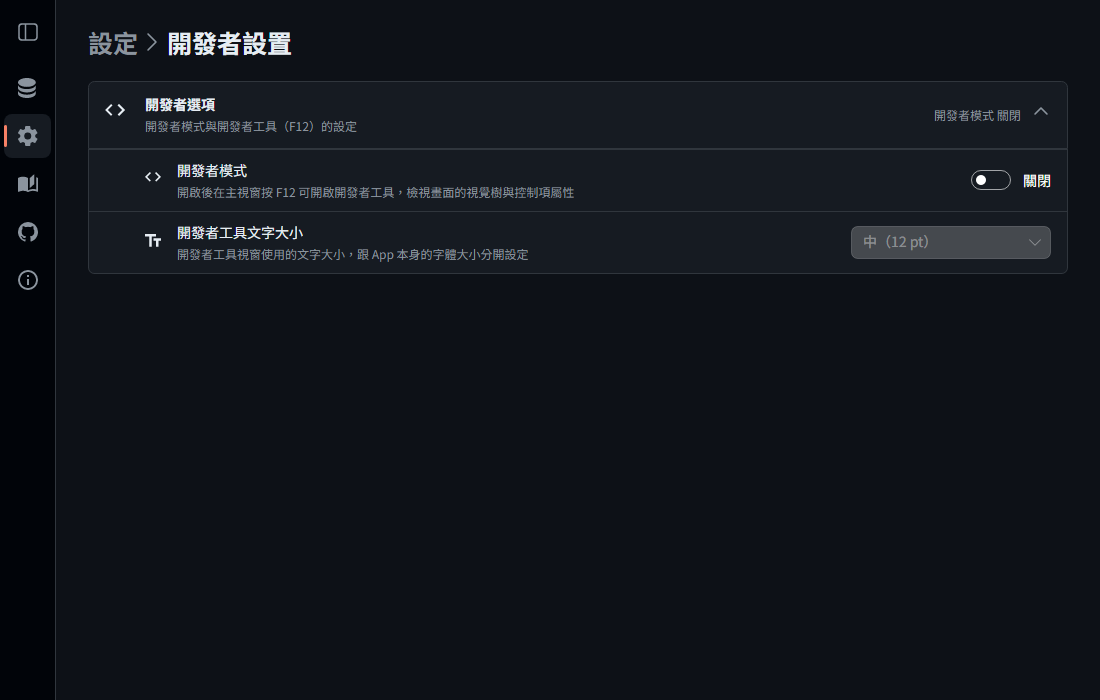 設定 > 開發者設置
開發者選項
開發者模式與開發者工具（F12）的設定
開發者模式 關閉
開發者模式
開啟後在主視窗按 F12 可開啟開發者工具，檢視畫面的視覺樹與控制項屬性
關閉
開發者工具文字大小
開發者工具視窗使用的文字大小，跟 App 本身的字體大小分開設定
中（12 pt）